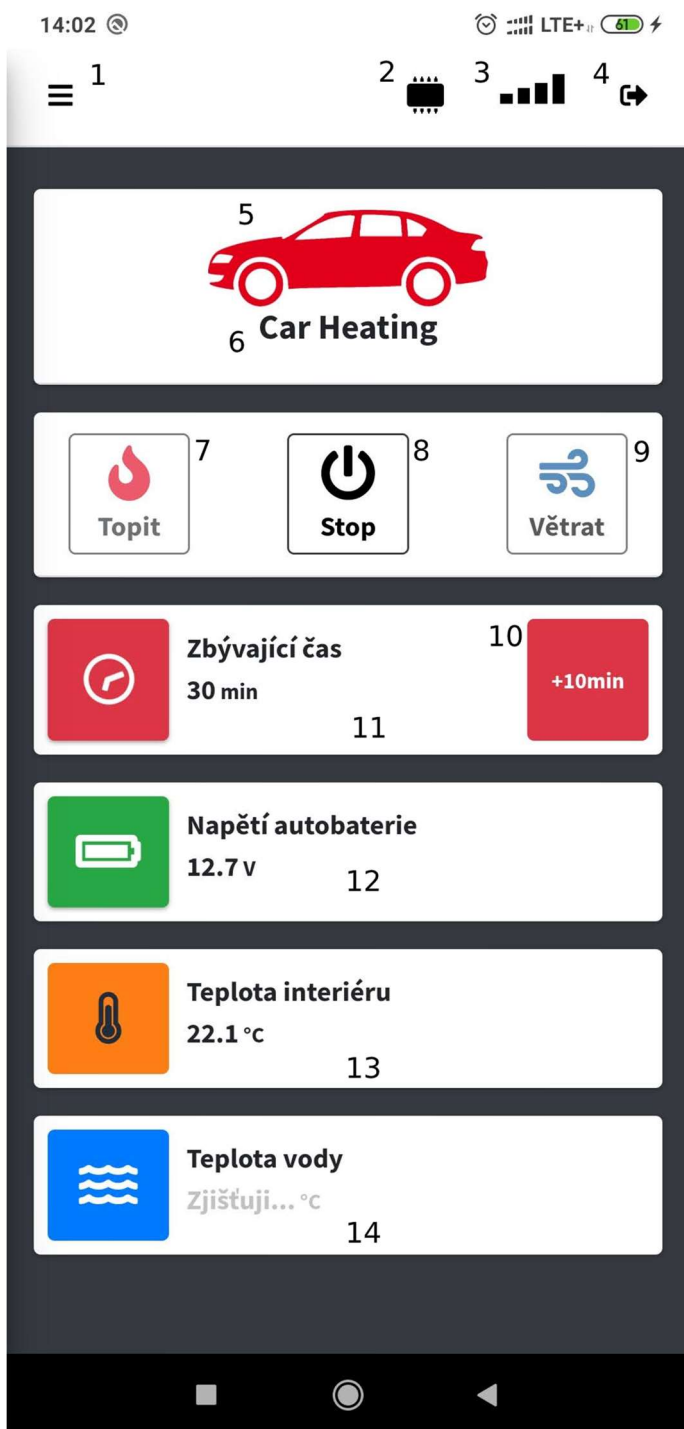 14:02 LTE+ 61
1 2 3 4
5
6 Car Heating
7 8 9
Topit Stop Větrat
Zbývající čas 10
30 min +10min
11
Napětí autobaterie
12.7 V
12
Teplota interiéru
22.1 °C
13
Teplota vody
Zjišťuji... °C
14